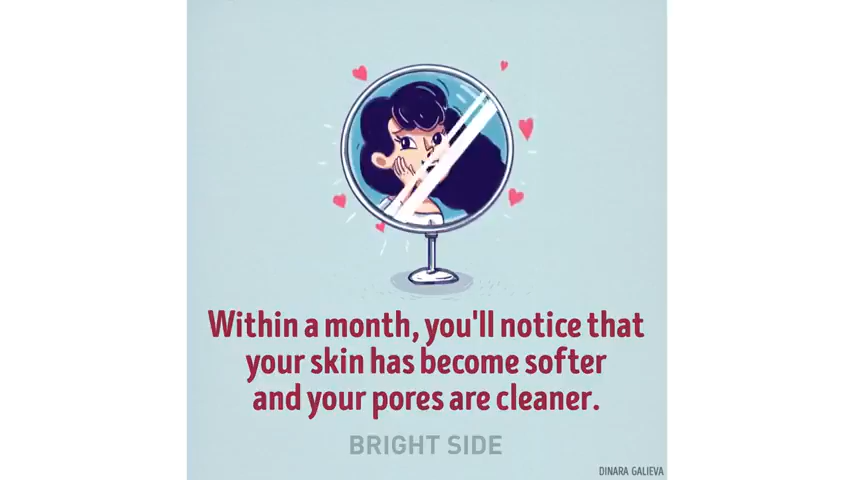 Within a month, you'll notice that
your skin has become softer
and your pores are cleaner.
BRIGHT SIDE
DINARA GALIEVA